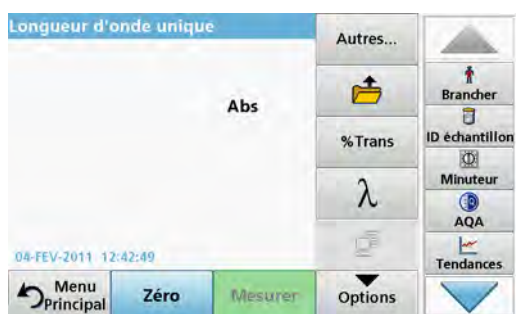 Longueur d'onde unique
Abs
04-FEV-2011 12:42:49
Autres...
%Trans
λ
Options
Menu
Principal
Zéro
Mesurer
Brancher
ID échantillon
Minuteur
AQA
Tendances